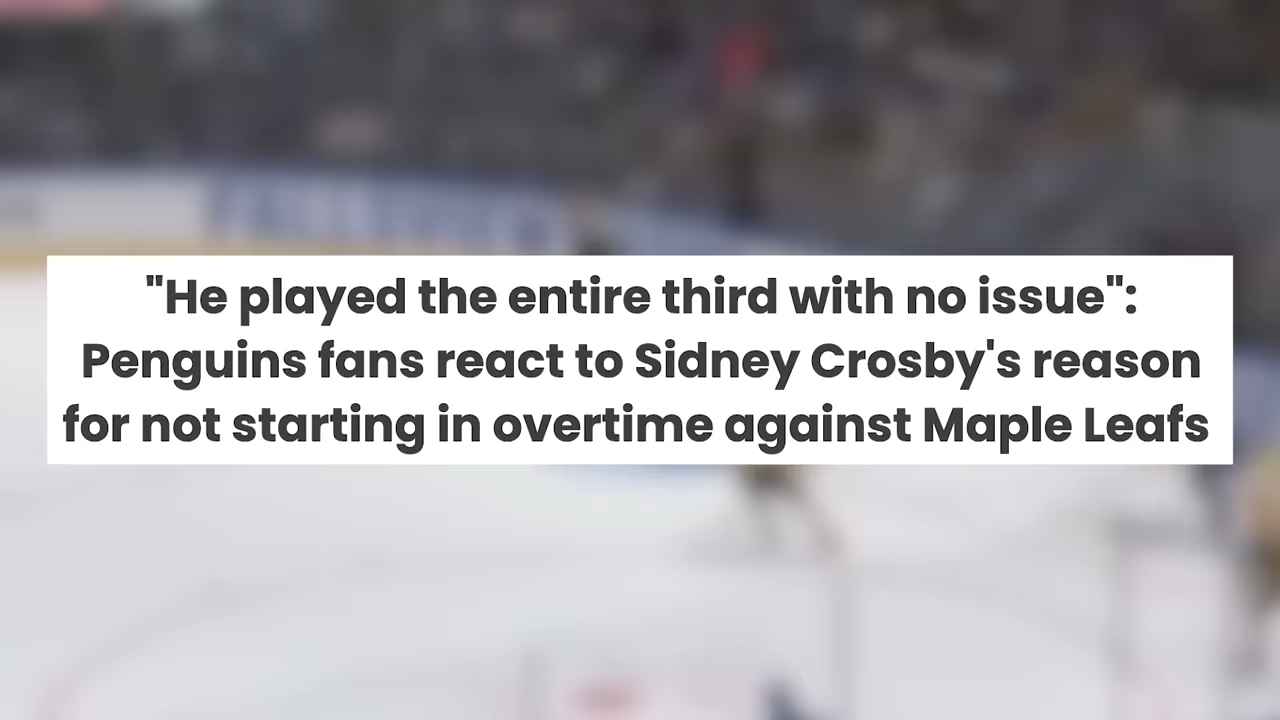 "He played the entire third with no issue":
Penguins fans react to Sidney Crosby's reason
for not starting in overtime against Maple Leafs